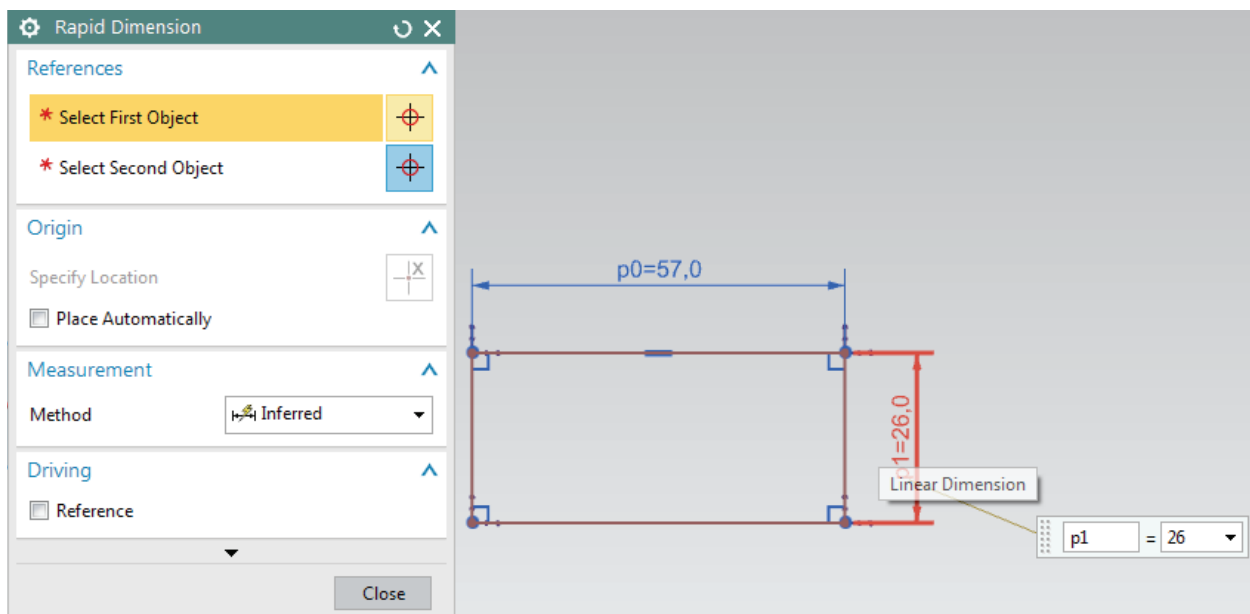 Rapid Dimension
References
* Select First Object
* Select Second Object
Origin
Specify Location
X
Place Automatically
Measurement
Method
Inferred
Driving
Reference
Close
p0=57,0
p1=26,0
Linear Dimension
p1 = 26